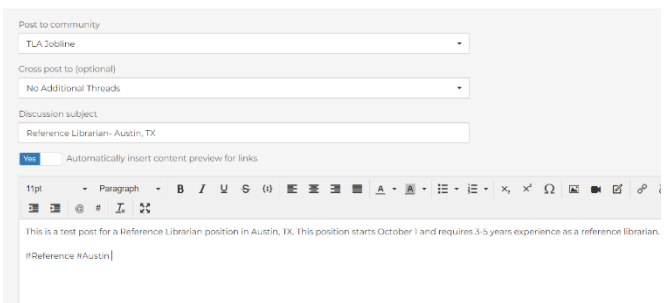 Post to community
TLA Jobline
Cross post to (optional)
No Additional Threads
Discussion subject
Reference Librarian- Austin, TX
Yes Automatically insert content preview for links
11pt Paragraph B I U S {;} A A x, x² Ω
@ # Ix
This is a test post for a Reference Librarian position in Austin, TX. This position starts October 1 and requires 3-5 years experience as a reference librarian.
#Reference #Austin